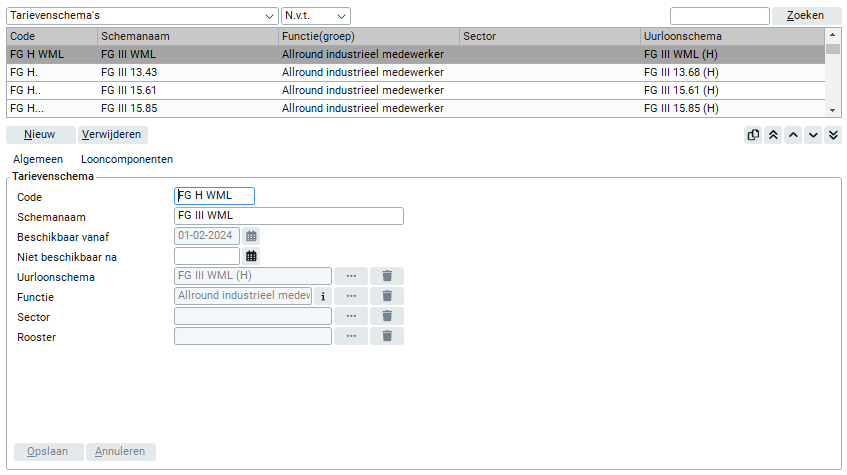 Tarievenschema's N.v.t. Zoeken
Code Schemanaam Functie(groep) Sector Uurloonschema
FG H WML FG III WML Allround industrieel medewerker FG III WML (H)
FG H. FG III 13.43 Allround industrieel medewerker FG III 13.68 (H)
FG H.. FG III 15.61 Allround industrieel medewerker FG III 15.61 (H)
FG H... FG III 15.85 Allround industrieel medewerker FG III 15.85 (H)
Nieuw Verwijderen
Algemeen Looncomponenten
Tarievenschema
Code FG H WML
Schemanaam FG III WML
Beschikbaar vanaf 01-02-2024
Niet beschikbaar na
Uurloonschema FG III WML (H) ...
Functie Allround industrieel medew i ...
Sector ...
Rooster ...
Opslaan Annuleren